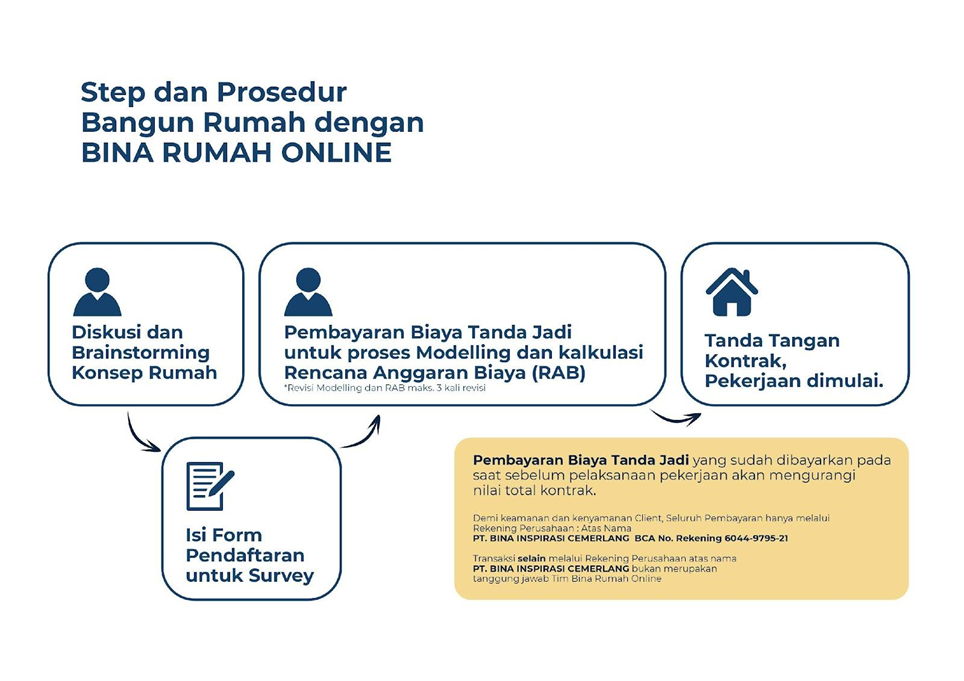 Step dan Prosedur
Bangun Rumah dengan
BINA RUMAH ONLINE
Diskusi dan
Brainstorming
Konsep Rumah
Isi Form
Pendaftaran
untuk Survey
Pembayaran Biaya Tanda Jadi
untuk proses Modelling dan kalkulasi
Rencana Anggaran Biaya (RAB)
*Revisi Modelling dan RAB maks. 3 kali revisi
Tanda Tangan
Kontrak,
Pekerjaan dimulai.
Pembayaran Biaya Tanda Jadi yang sudah dibayarkan pada
saat sebelum pelaksanaan pekerjaan akan mengurangi
nilai total kontrak.
Demi keamanan dan kenyamanan Client, Seluruh Pembayaran hanya melalui
Rekening Perusahaan : Atas Nama
PT. BINA INSPIRASI CEMERLANG BCA No. Rekening 6044-9795-21
Transaksi selain melalui Rekening Perusahaan atas nama
PT. BINA INSPIRASI CEMERLANG bukan merupakan
tanggung jawab Tim Bina Rumah Online